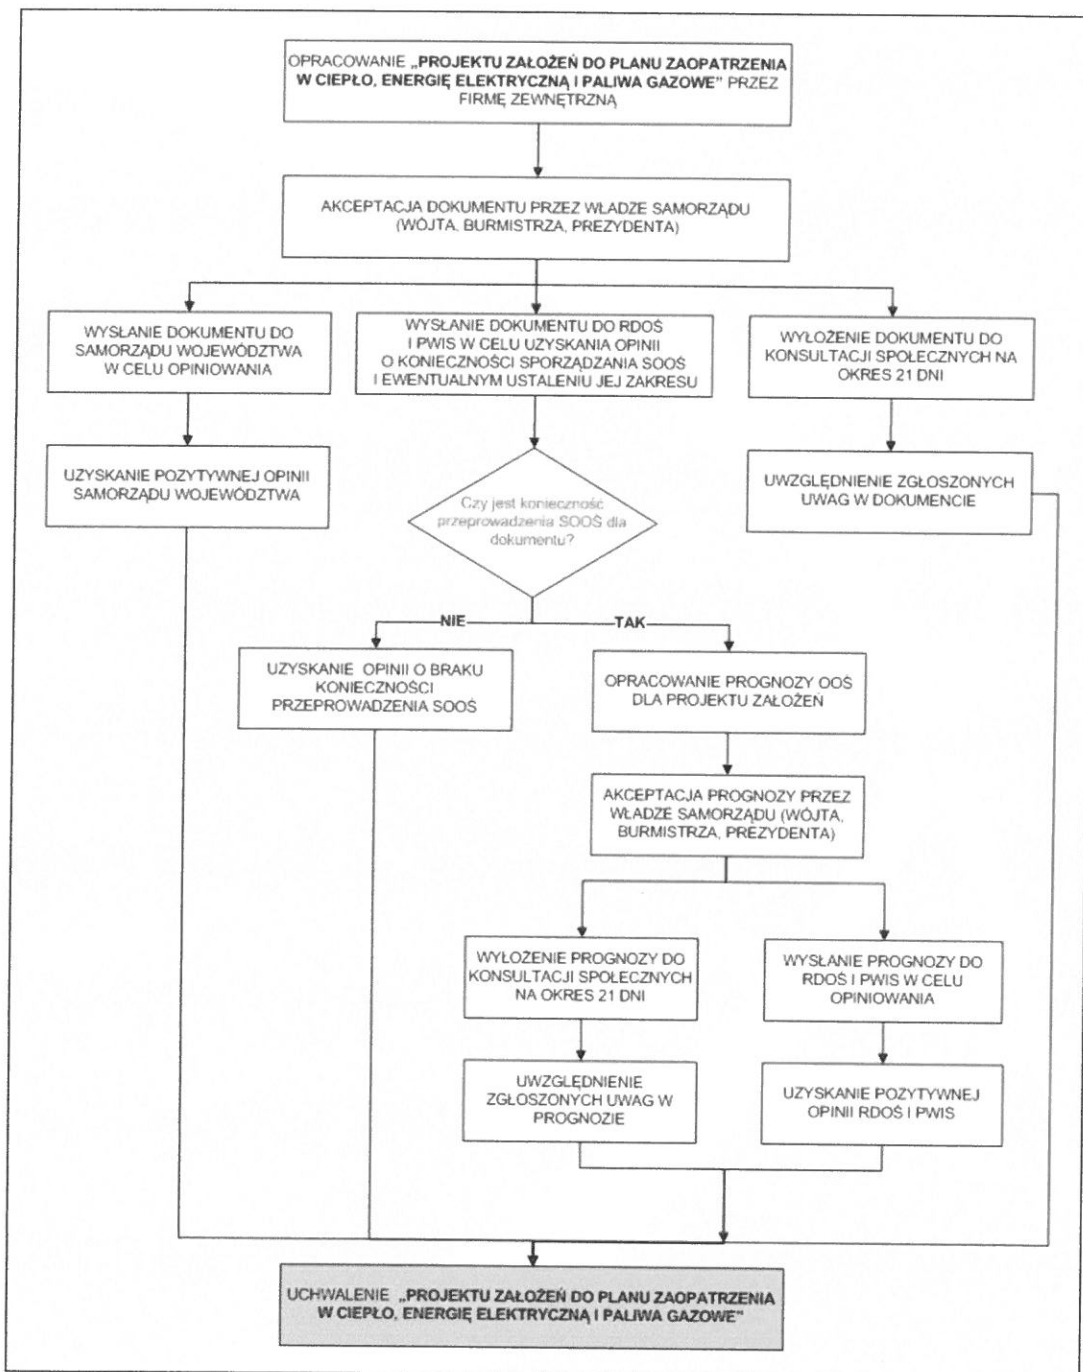 OPRACOWANIE „PROJEKTU ZAŁOŻEŃ DO PLANU ZAOPATRZENIA
W CIEPŁO, ENERGIĘ ELEKTRYCZNĄ I PALIWA GAZOWE” PRZEZ
FIRMĘ ZEWNĘTRZNĄ
AKCEPTACJA DOKUMENTU PRZEZ WŁADZE SAMORZĄDU
(WÓJTA, BURMISTRZA, PREZYDENTA)
WYSŁANIE DOKUMENTU DO
SAMORZĄDU WOJEWÓDZTWA
W CELU OPINIOWANIA
WYSŁANIE DOKUMENTU DO RDOŚ
I PWIS W CELU UZYSKANIA OPINII
O KONIECZNOŚCI SPORZĄDZANIA SOOŚ
I EWENTUALNYM USTALENIU JEJ ZAKRESU
WYŁOŻENIE DOKUMENTU DO
KONSULTACJI SPOŁECZNYCH NA
OKRES 21 DNI
UZYSKANIE POZYTYWNEJ OPINII
SAMORZĄDU WOJEWÓDZTWA
Czy jest konieczność
przeprowadzenia SOOŚ dla
dokumentu?
UWZGLĘDNIENIE ZGŁOSZONYCH
UWAG W DOKUMENCIE
NIE
TAK
UZYSKANIE OPINII O BRAKU
KONIECZNOŚCI
PRZEPROWADZENIA SOOŚ
OPRACOWANIE PROGNOZY OOŚ
DLA PROJEKTU ZAŁOŻEŃ
AKCEPTACJA PROGNOZY PRZEZ
WŁADZE SAMORZĄDU (WÓJTA,
BURMISTRZA, PREZYDENTA)
WYŁOŻENIE PROGNOZY DO
KONSULTACJI SPOŁECZNYCH
NA OKRES 21 DNI
WYSŁANIE PROGNOZY DO
RDOŚ I PWIS W CELU
OPINIOWANIA
UWZGLĘDNIENIE
ZGŁOSZONYCH UWAG W
PROGNOZIE
UZYSKANIE POZYTYWNEJ
OPINII RDOŚ I PWIS
UCHWALENIE „PROJEKTU ZAŁOŻEŃ DO PLANU ZAOPATRZENIA
W CIEPŁO, ENERGIĘ ELEKTRYCZNĄ I PALIWA GAZOWE”